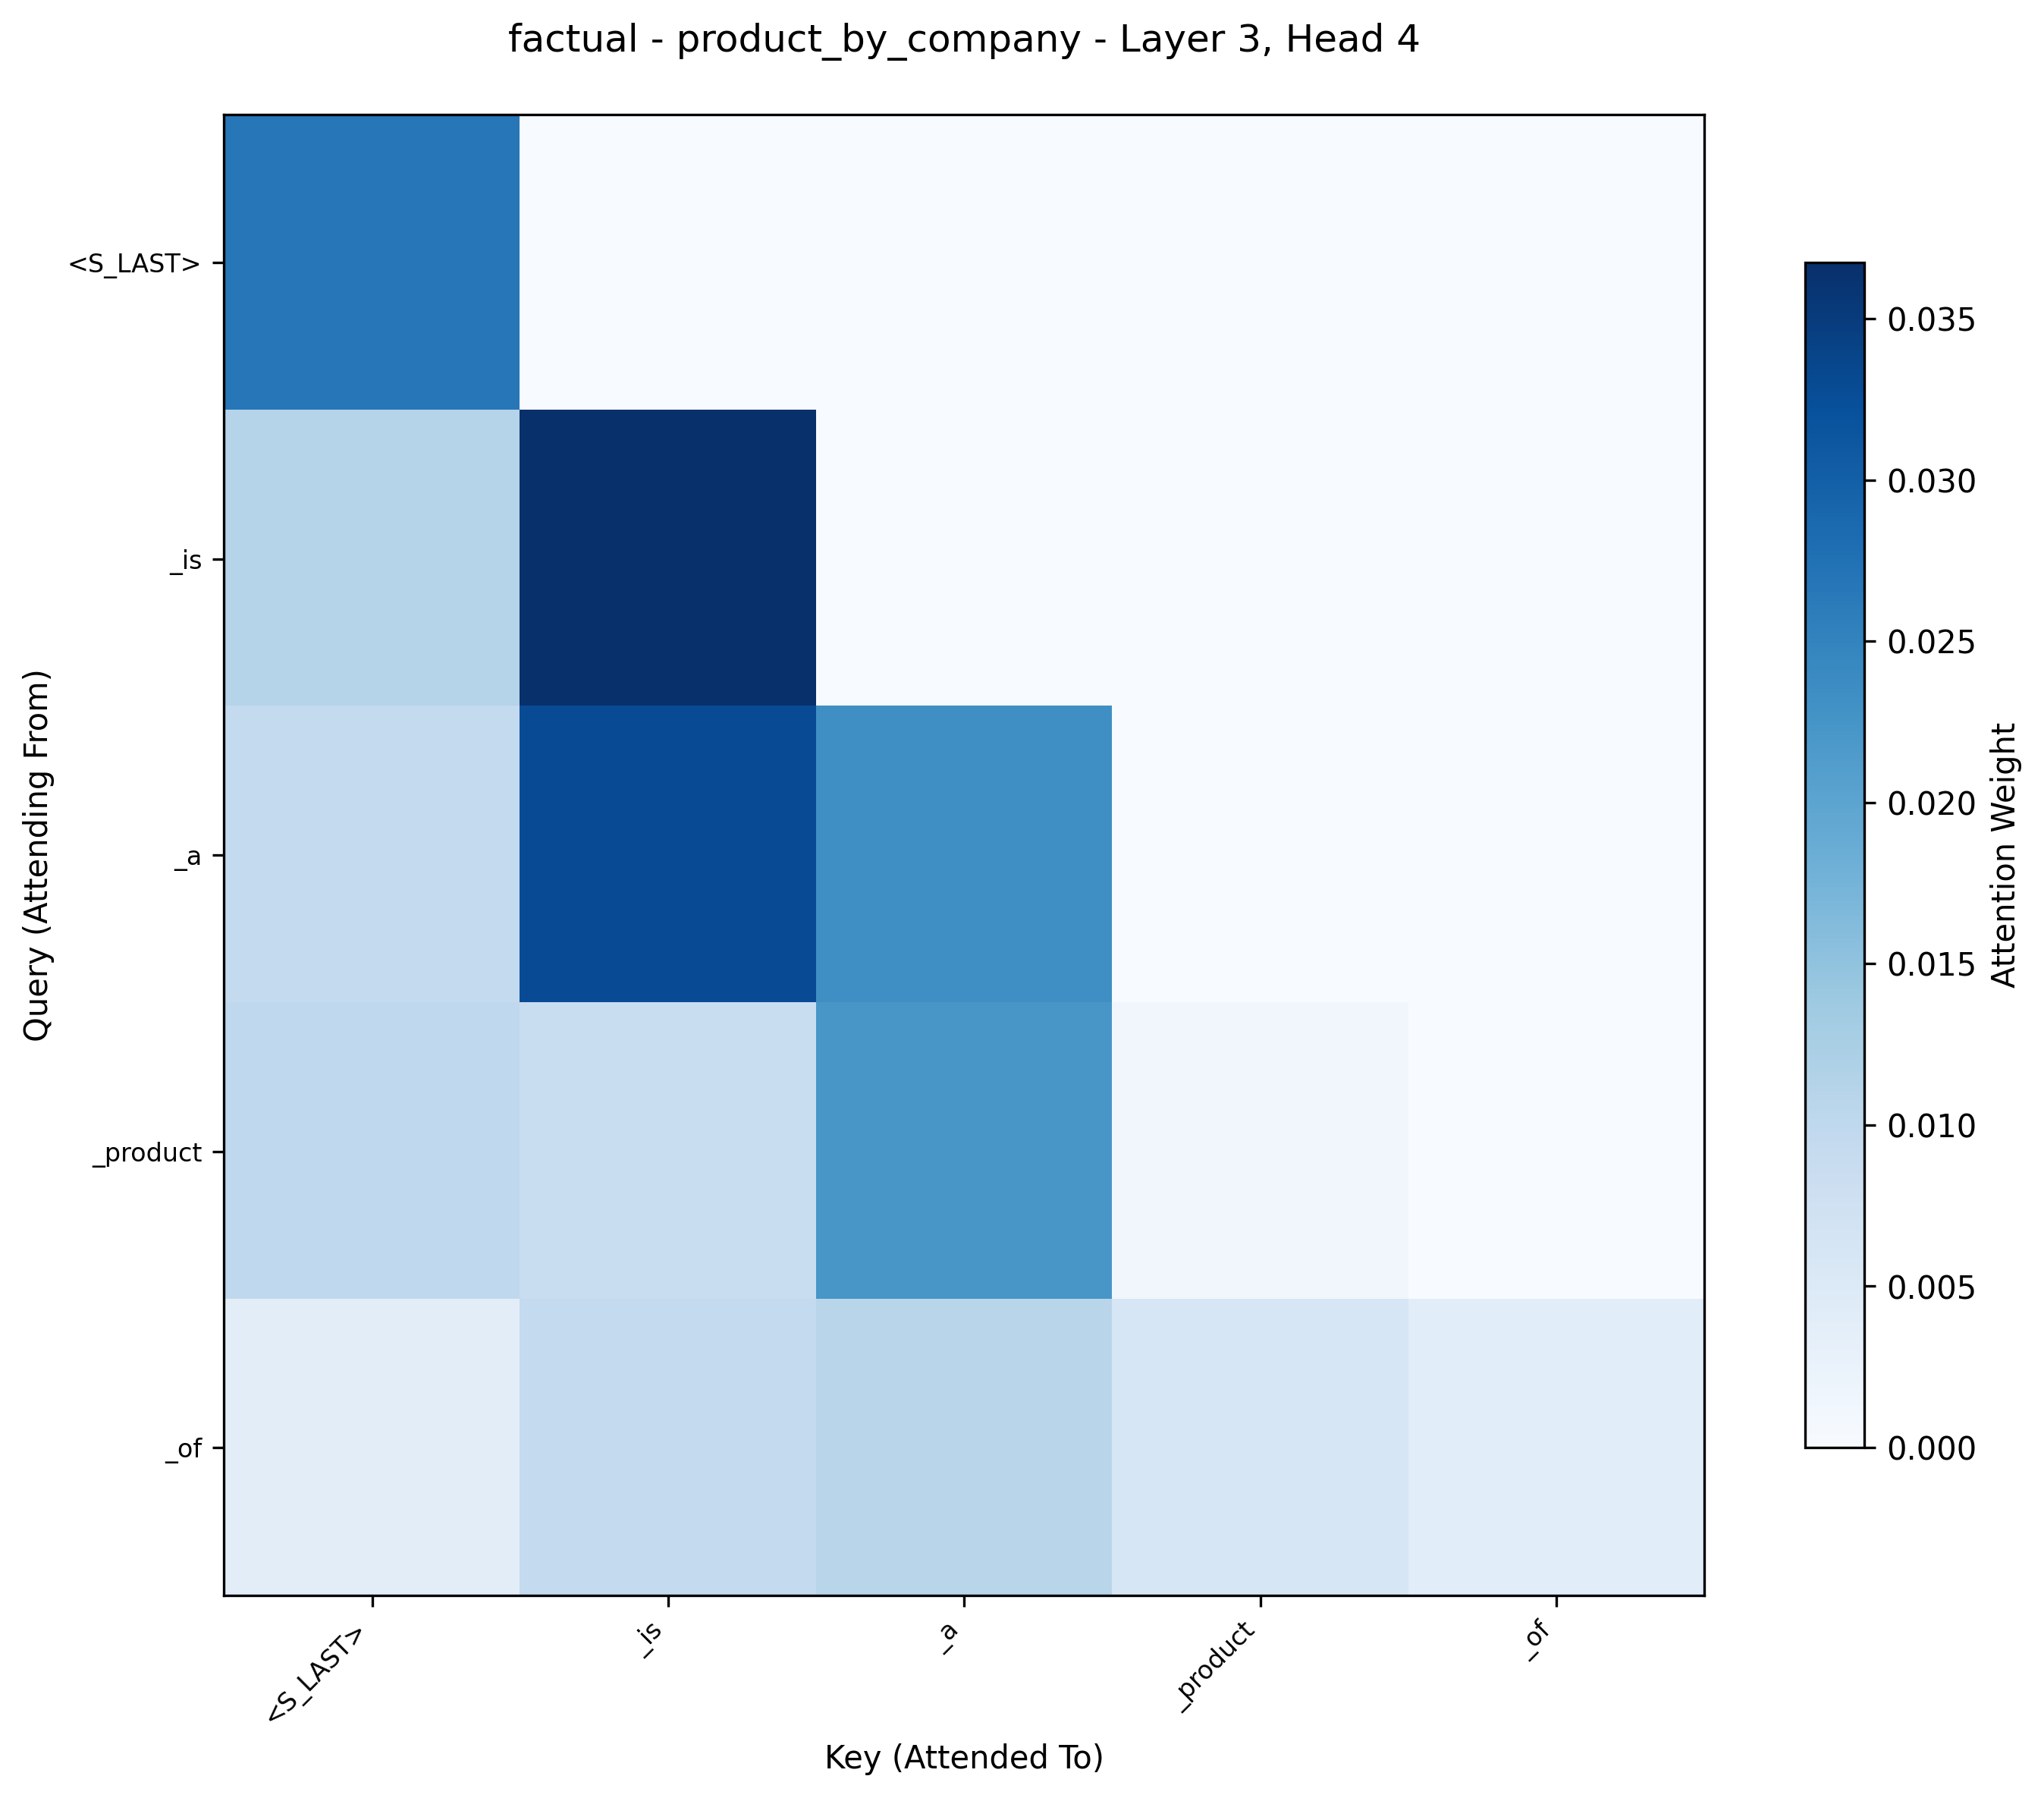 factual - product_by_company - Layer 3, Head 4
Query (Attending From)
<S_LAST>
_is
_a
_product
_of
<S_LAST>
_is
_a
_product
_of
Key (Attended To)
0.035
0.030
0.025
0.020
0.015
0.010
0.005
0.000
Attention Weight